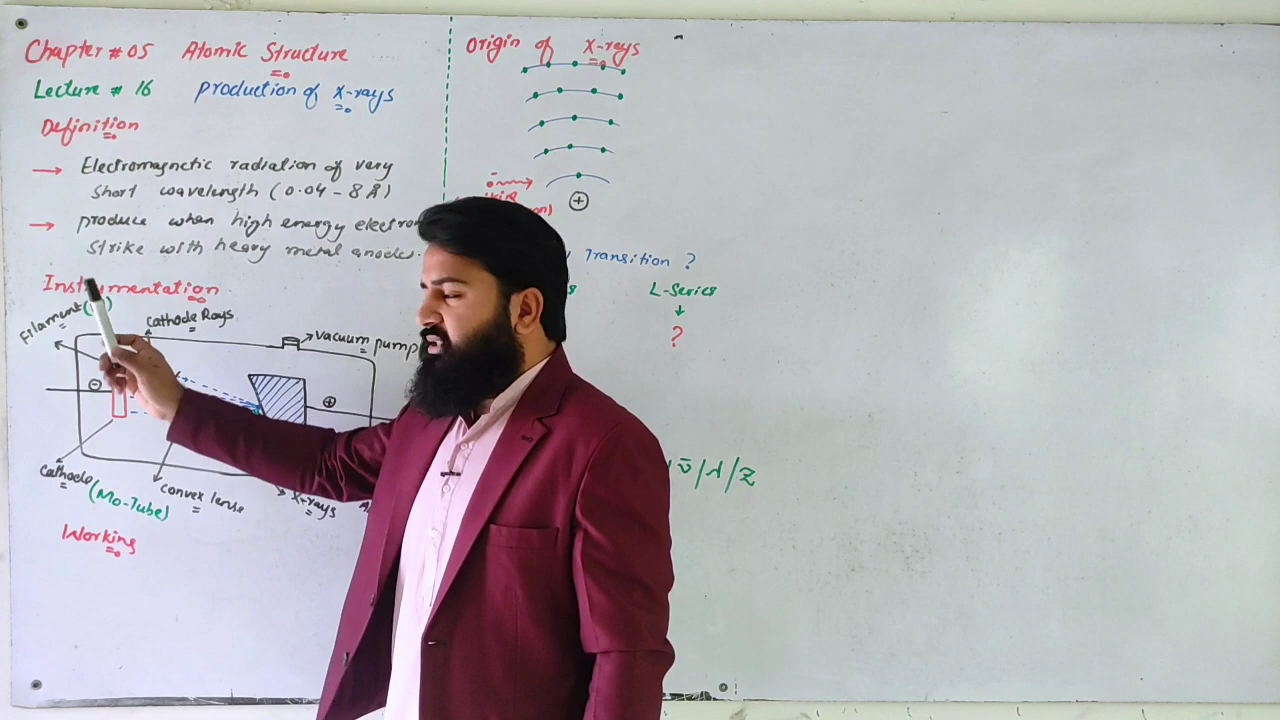 Chapter # 05 Atomic Structure
Lecture # 16 production of X-rays
Definition
→ Electromagnetic radiation of very
short wavelength (0.04 - 8 Å)
→ produce when high energy electron
strike with heavy metal anodes.
Instrumentation
Filament
Cathode Rays
vacuum pump
⊖
⊕
Cathode
(Mo-Tube)
convex lense
X-rays
Working
Origin of X-rays
⊕
Transition ?
L-Series
↓
?
ν̄ / λ / Z